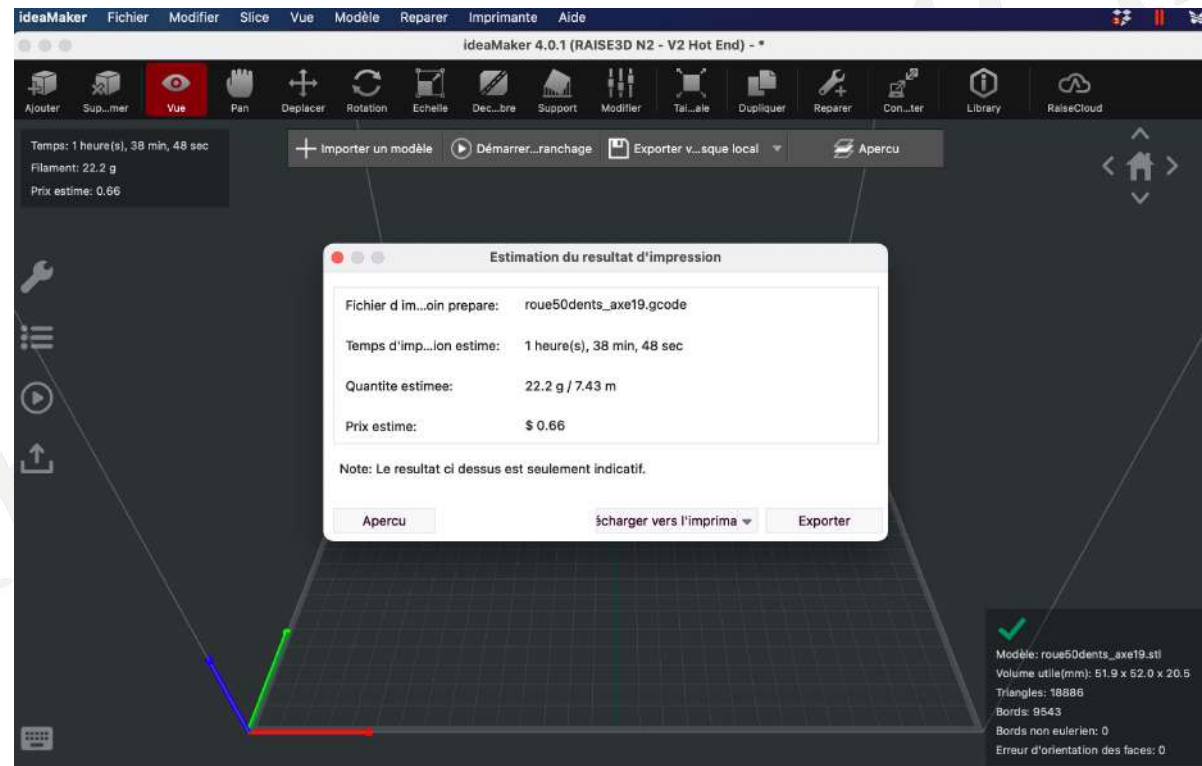 ideaMaker Fichier Modifier Slice Vue Modèle Reparer Imprimante Aide
ideaMaker 4.0.1 (RAISE3D N2 - V2 Hot End) - *
Ajouter Sup...mer Vue Pan Deplacer Rotation Echelle Dec...bre Support Modifier Tai...ale Dupliquer Reparer Con...ter Library RaiseCloud
Temps: 1 heure(s), 38 min, 48 sec
Filament: 22.2 g
Prix estime: 0.66
Importer un modèle Démarrer...ranchage Exporter v...sque local Apercu
Estimation du resultat d'impression
Fichier d im...oin prepare: roue50dents_axe19.gcode
Temps d'imp...ion estime: 1 heure(s), 38 min, 48 sec
Quantite estimee: 22.2 g / 7.43 m
Prix estime: $ 0.66
Note: Le resultat ci dessus est seulement indicatif.
Apercu écharger vers l'imprima Exporter
Modèle: roue50dents_axe19.stl
Volume utile(mm): 51.9 x 52.0 x 20.5
Triangles: 18886
Bords: 9543
Bords non eulerien: 0
Erreur d'orientation des faces: 0